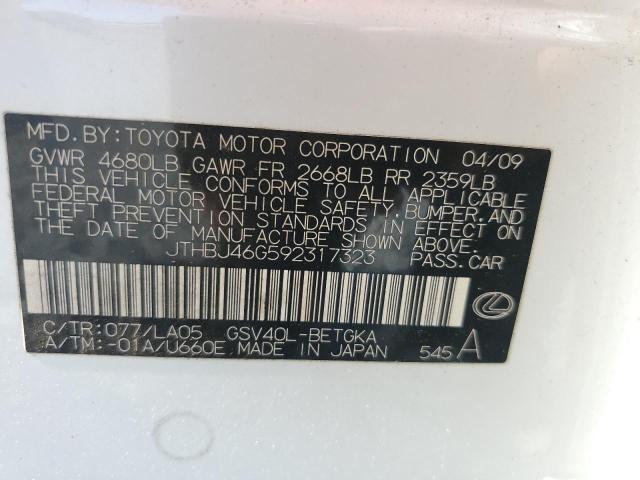 MFD. BY: TOYOTA MOTOR CORPORATION 04/09
GVWR 4680LB GAWR FR 2668LB RR 2359LB
THIS VEHICLE CONFORMS TO ALL APPLICABLE
FEDERAL MOTOR VEHICLE SAFETY, BUMPER, AND
THEFT PREVENTION STANDARDS IN EFFECT ON
THE DATE OF MANUFACTURE SHOWN ABOVE.
JTHBJ46G592317323 PASS. CAR
C/TR: 077/LA05 GSV40L-BETGKA
A/TM: -01A/U660E MADE IN JAPAN 545 A